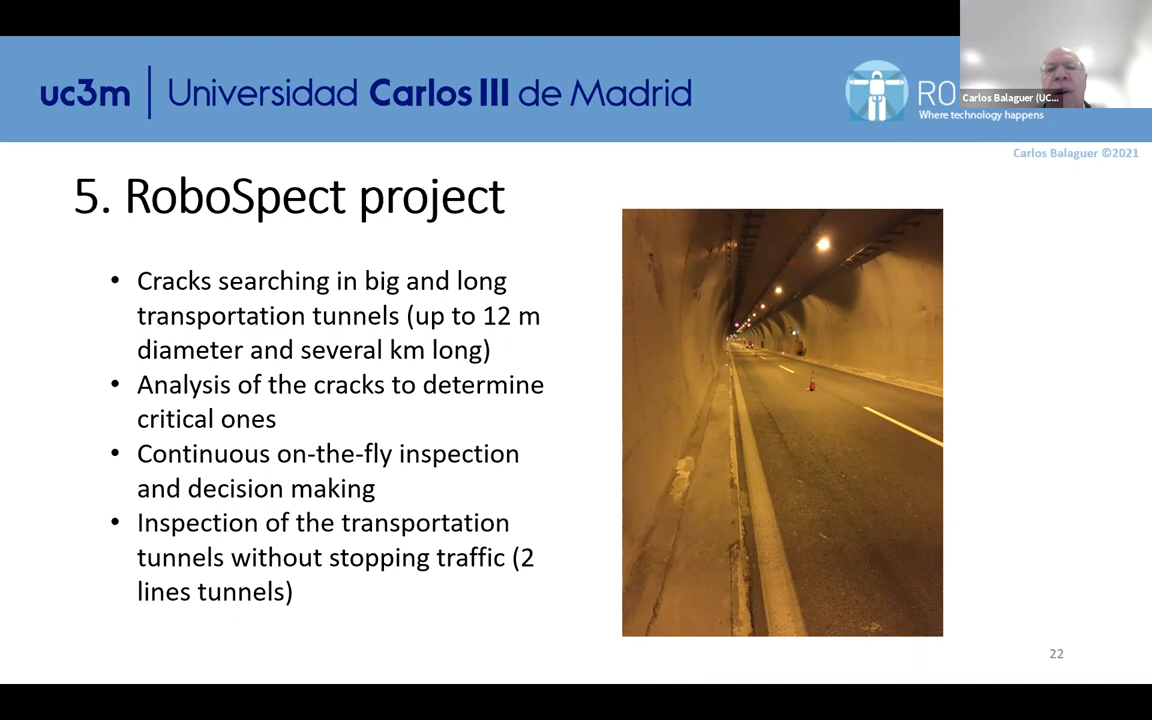 uc3m | Universidad Carlos III de Madrid
RO
Where technology happens
Carlos Balaguer (UC...
Carlos Balaguer ©2021
5. RoboSpect project
• Cracks searching in big and long
transportation tunnels (up to 12 m
diameter and several km long)
• Analysis of the cracks to determine
critical ones
• Continuous on-the-fly inspection
and decision making
• Inspection of the transportation
tunnels without stopping traffic (2
lines tunnels)
22